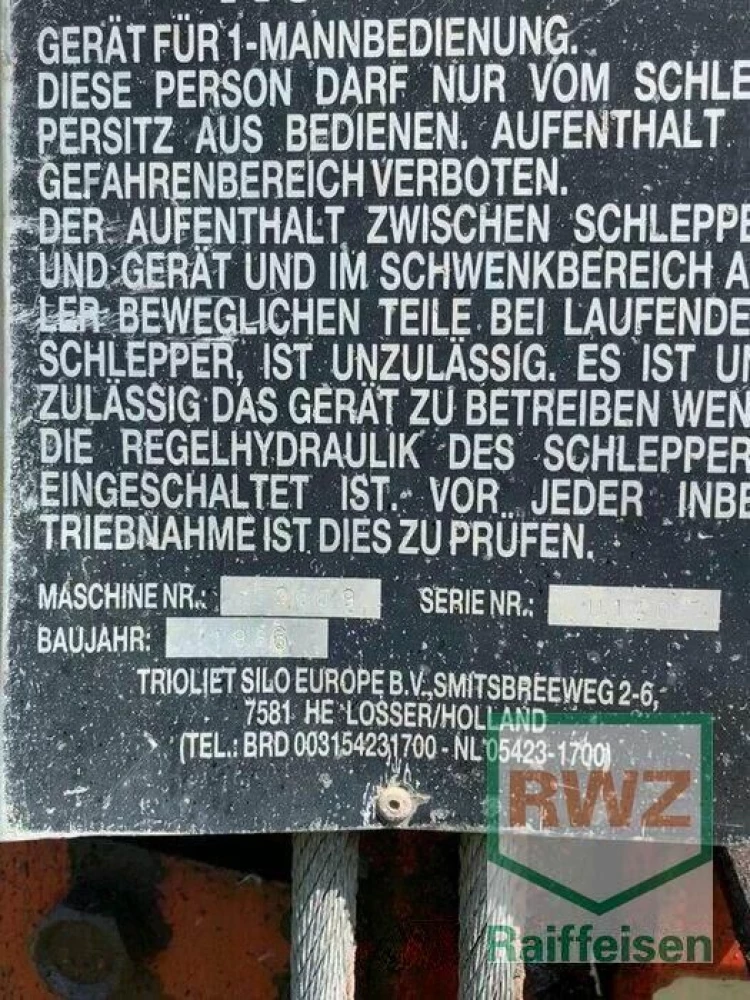 GERÄT FÜR 1-MANNBEDIENUNG.
DIESE PERSON DARF NUR VOM SCHLE
PERSITZ AUS BEDIENEN. AUFENTHALT
GEFAHRENBEREICH VERBOTEN.
DER AUFENTHALT ZWISCHEN SCHLEPPE
UND GERÄT UND IM SCHWENKBEREICH A
LER BEWEGLICHEN TEILE BEI LAUFENDE
SCHLEPPER, IST UNZULÄSSIG. ES IST U
ZULÄSSIG DAS GERÄT ZU BETREIBEN WEN
DIE REGELHYDRAULIK DES SCHLEPPER
EINGESCHALTET IST. VOR JEDER INBE
TRIEBNAHME IST DIES ZU PRÜFEN.
MASCHINE NR.: SERIE NR.:
BAUJAHR:
TRIOLIET SILO EUROPE B.V., SMITSBREEWEG 2-6,
7581 HE LOSSER/HOLLAND
(TEL.: BRD 003154231700 - NL 05423-1700)
RWZ
Raiffeisen